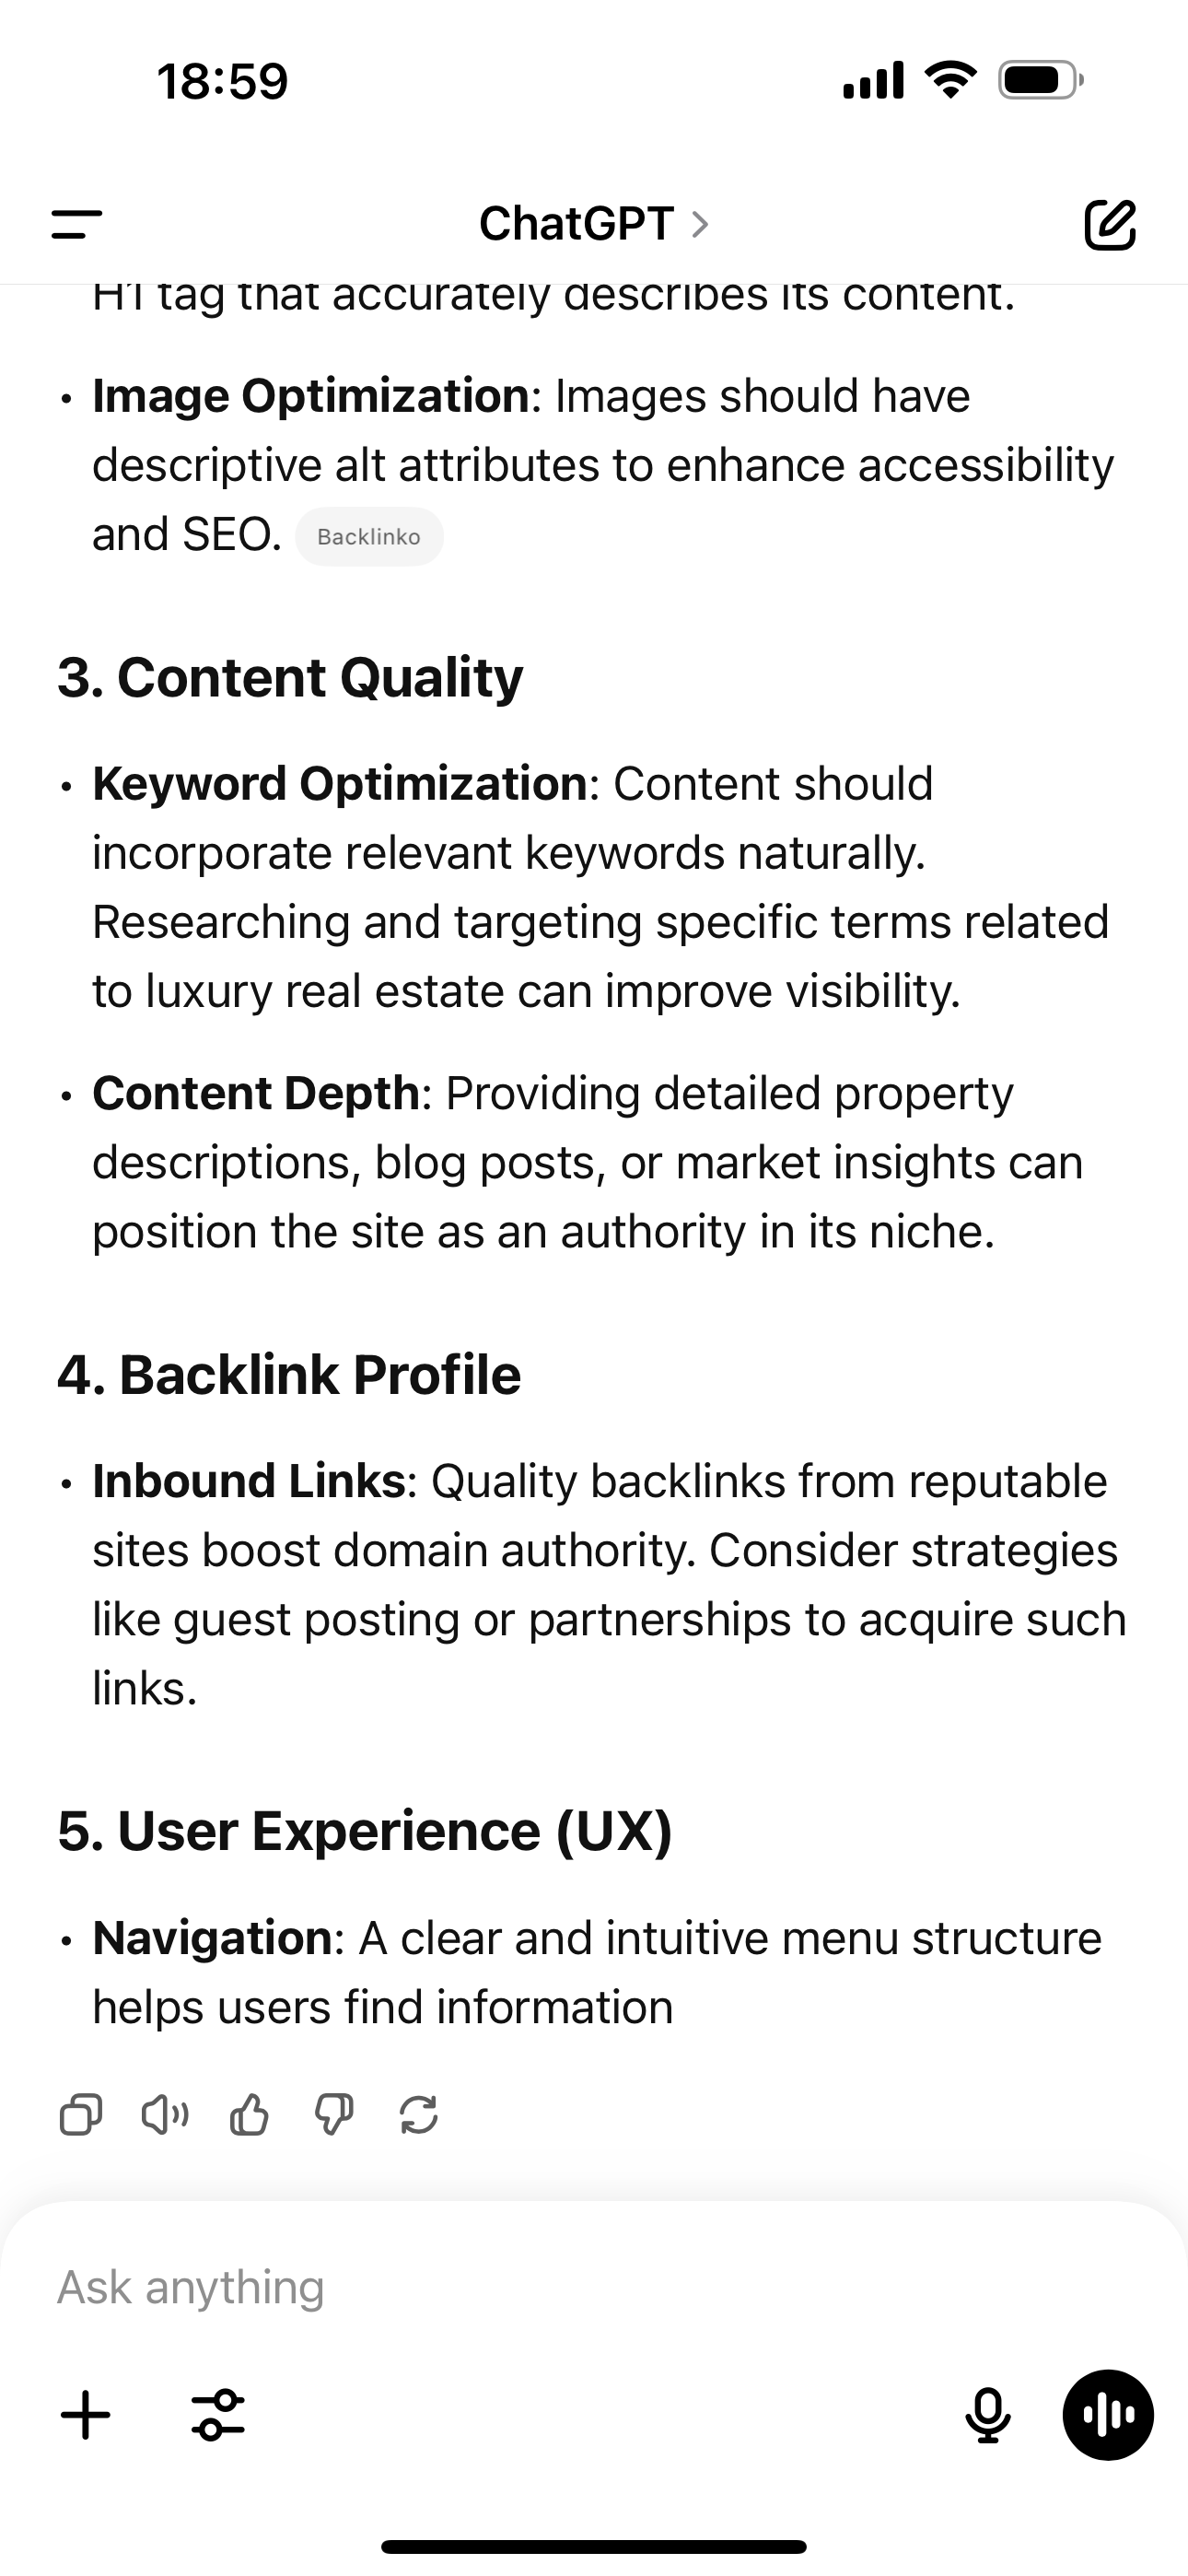 18:59
ChatGPT >
H1 tag that accurately describes its content.
• Image Optimization: Images should have
descriptive alt attributes to enhance accessibility
and SEO. Backlinko
3. Content Quality
• Keyword Optimization: Content should
incorporate relevant keywords naturally.
Researching and targeting specific terms related
to luxury real estate can improve visibility.
• Content Depth: Providing detailed property
descriptions, blog posts, or market insights can
position the site as an authority in its niche.
4. Backlink Profile
• Inbound Links: Quality backlinks from reputable
sites boost domain authority. Consider strategies
like guest posting or partnerships to acquire such
links.
5. User Experience (UX)
• Navigation: A clear and intuitive menu structure
helps users find information
Ask anything